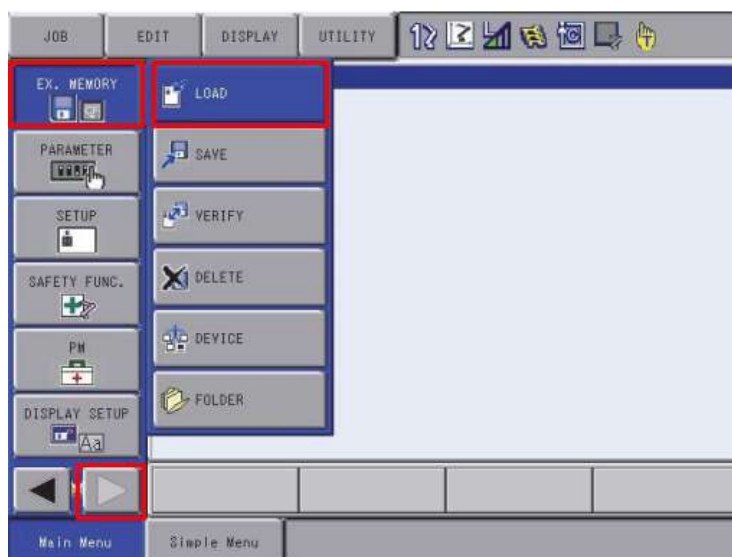 JOB
EDIT
DISPLAY
UTILITY
EX. MEMORY
LOAD
PARAMETER
SAVE
SETUP
VERIFY
SAFETY FUNC.
DELETE
PM
DEVICE
DISPLAY SETUP
Aa
FOLDER
Main Menu
Simple Menu